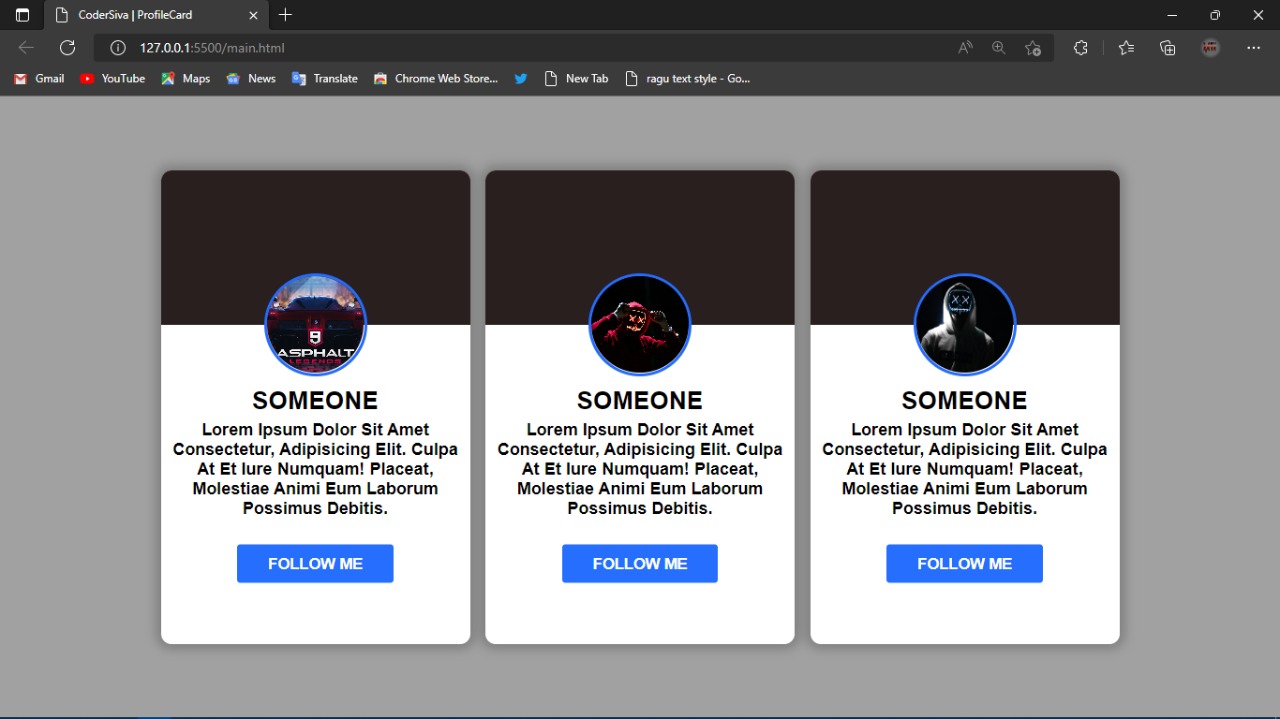 CoderSiva | ProfileCard
127.0.0.1:5500/main.html
Gmail YouTube Maps News Translate Chrome Web Store... New Tab ragu text style - Go...
9
ASPHALT
LEGENDS
SOMEONE
Lorem Ipsum Dolor Sit Amet
Consectetur, Adipisicing Elit. Culpa
At Et Iure Numquam! Placeat,
Molestiae Animi Eum Laborum
Possimus Debitis.
FOLLOW ME
SOMEONE
Lorem Ipsum Dolor Sit Amet
Consectetur, Adipisicing Elit. Culpa
At Et Iure Numquam! Placeat,
Molestiae Animi Eum Laborum
Possimus Debitis.
FOLLOW ME
SOMEONE
Lorem Ipsum Dolor Sit Amet
Consectetur, Adipisicing Elit. Culpa
At Et Iure Numquam! Placeat,
Molestiae Animi Eum Laborum
Possimus Debitis.
FOLLOW ME